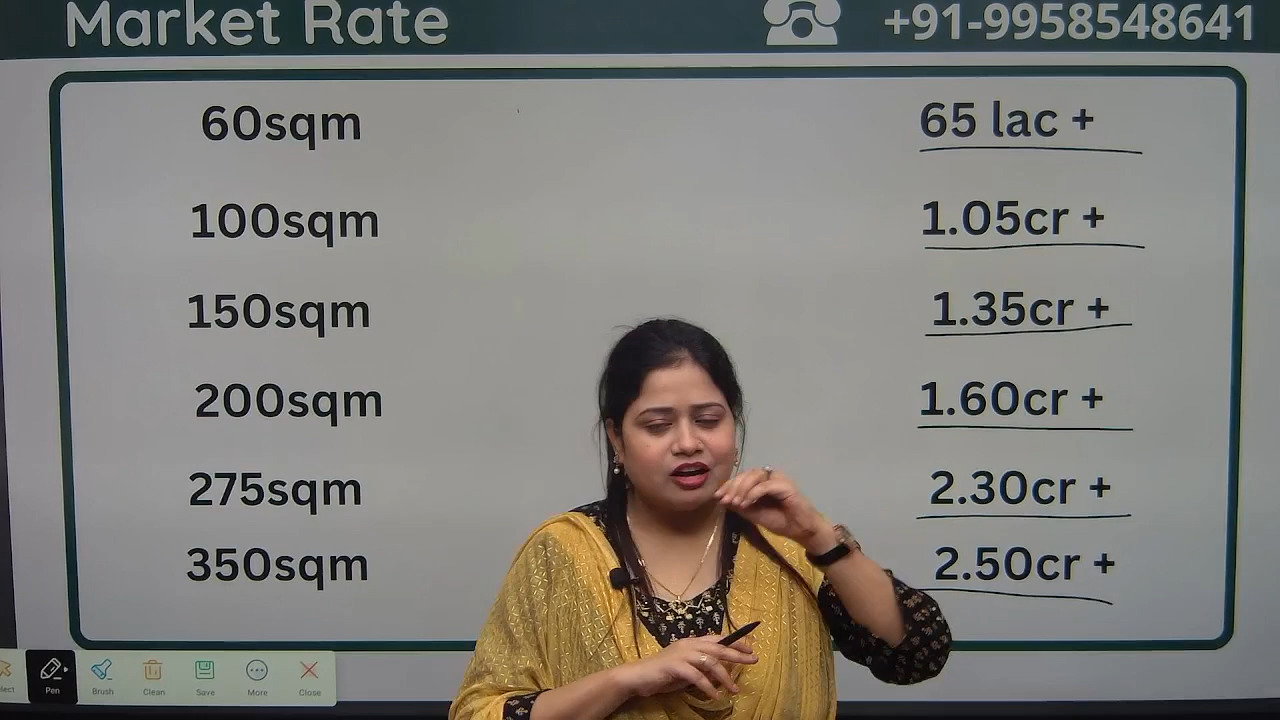 Market Rate +91-9958548641
60sqm 65 lac +
100sqm 1.05cr +
150sqm 1.35cr +
200sqm 1.60cr +
275sqm 2.30cr +
350sqm 2.50cr +
Pen Brush Clean Save More Close